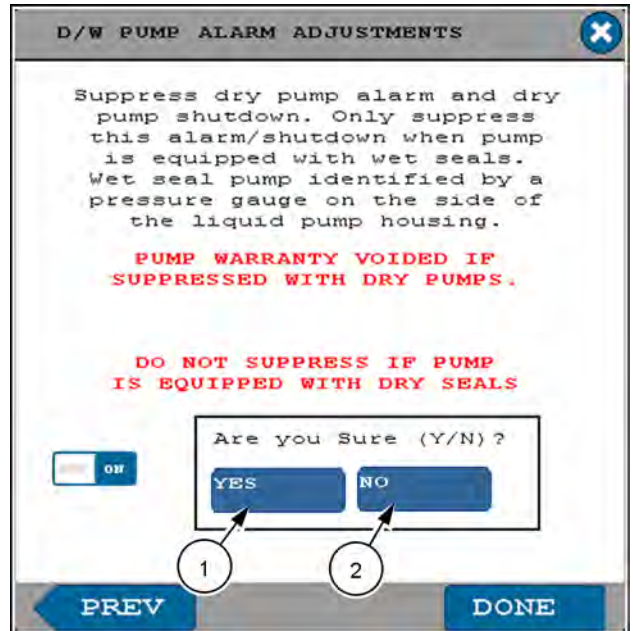 D/W PUMP ALARM ADJUSTMENTS
Suppress dry pump alarm and dry
pump shutdown. Only suppress
this alarm/shutdown when pump
is equipped with wet seals.
Wet seal pump identified by a
pressure gauge on the side of
the liquid pump housing.
PUMP WARRANTY VOIDED IF
SUPPRESSED WITH DRY PUMPS.
DO NOT SUPPRESS IF PUMP
IS EQUIPPED WITH DRY SEALS
Are you Sure (Y/N)?
ON
YES NO
1 2
PREV DONE